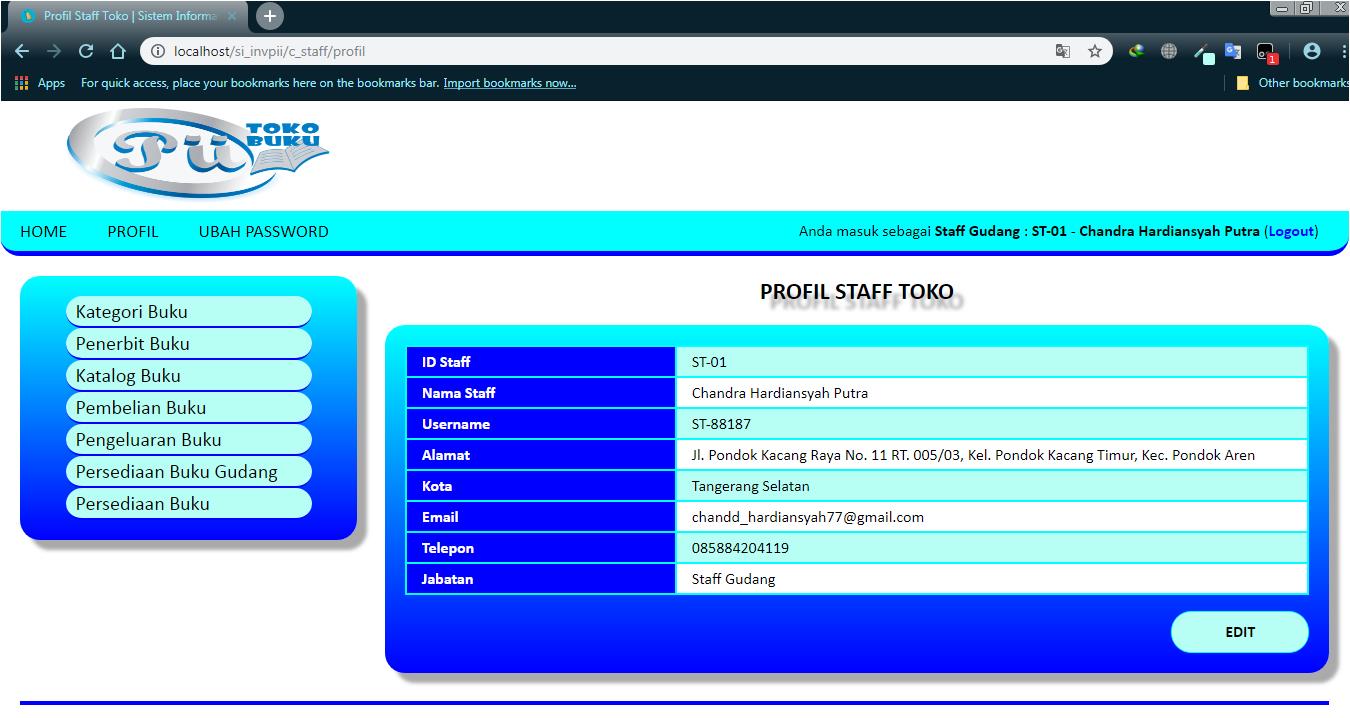 Profil Staff Toko | Sistem Informa
localhost/si_invpii/c_staff/profil
1
Apps For quick access, place your bookmarks here on the bookmarks bar. Import bookmarks now... Other bookmarks
PU TOKO
BUKU
HOME PROFIL UBAH PASSWORD Anda masuk sebagai Staff Gudang : ST-01 - Chandra Hardiansyah Putra (Logout)
Kategori Buku
Penerbit Buku
Katalog Buku
Pembelian Buku
Pengeluaran Buku
Persediaan Buku Gudang
Persediaan Buku
PROFIL STAFF TOKO
ID Staff ST-01
Nama Staff Chandra Hardiansyah Putra
Username ST-88187
Alamat Jl. Pondok Kacang Raya No. 11 RT. 005/03, Kel. Pondok Kacang Timur, Kec. Pondok Aren
Kota Tangerang Selatan
Email chandd_hardiansyah77@gmail.com
Telepon 085884204119
Jabatan Staff Gudang
EDIT